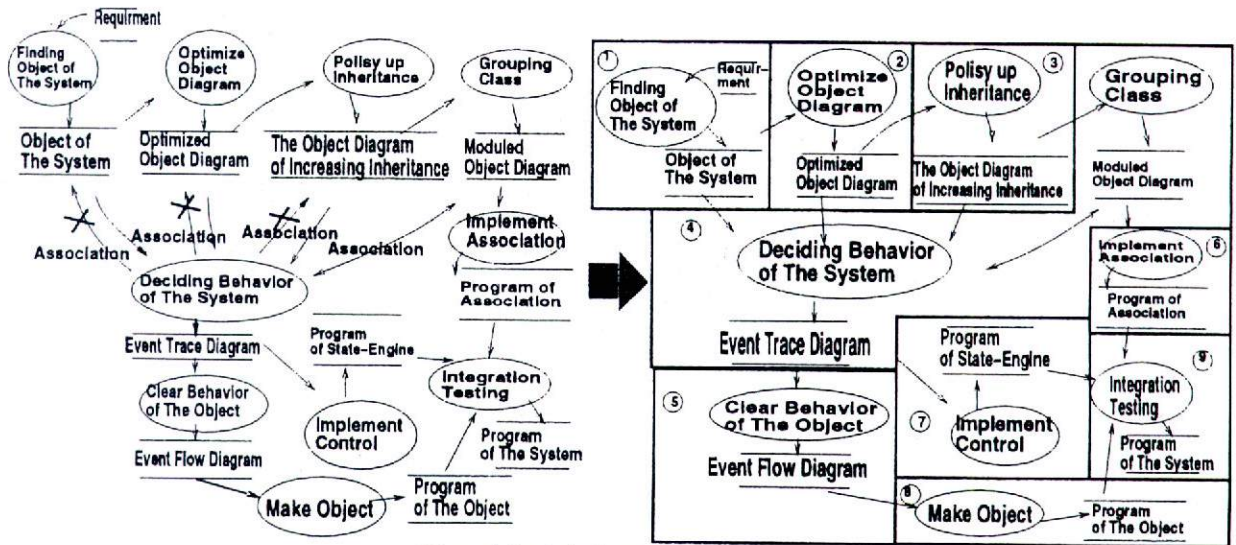 Requirment
Finding
Object of
The System
Optimize
Object
Diagram
Polisy up
Inheritance
Grouping
Class
Object of
The System
Optimized
Object Diagram
The Object Diagram
of Increasing Inheritance
Moduled
Object Diagram
Association
Association
Association
Association
Implement
Association
Deciding Behavior
of The System
Program of
Association
Event Trace Diagram
Program
of State-Engine
Clear Behavior
of The Object
Implement
Control
Integration
Testing
Event Flow Diagram
Program
of The System
Make Object
Program
of The Object
1
Requir-
ment
Finding
Object of
The System
Object of
The System
2
Optimize
Object
Diagram
Optimized
Object Diagram
3
Polisy up
Inheritance
The Object Diagram
of Increasing Inheritance
Grouping
Class
Moduled
Object Diagram
4
Deciding Behavior
of The System
Event Trace Diagram
6
Implement
Association
Program of
Association
5
Clear Behavior
of The Object
Event Flow Diagram
Program
of State-Engine
7
Implement
Control
9
Integration
Testing
Program
of The System
8
Make Object
Program
of The Object